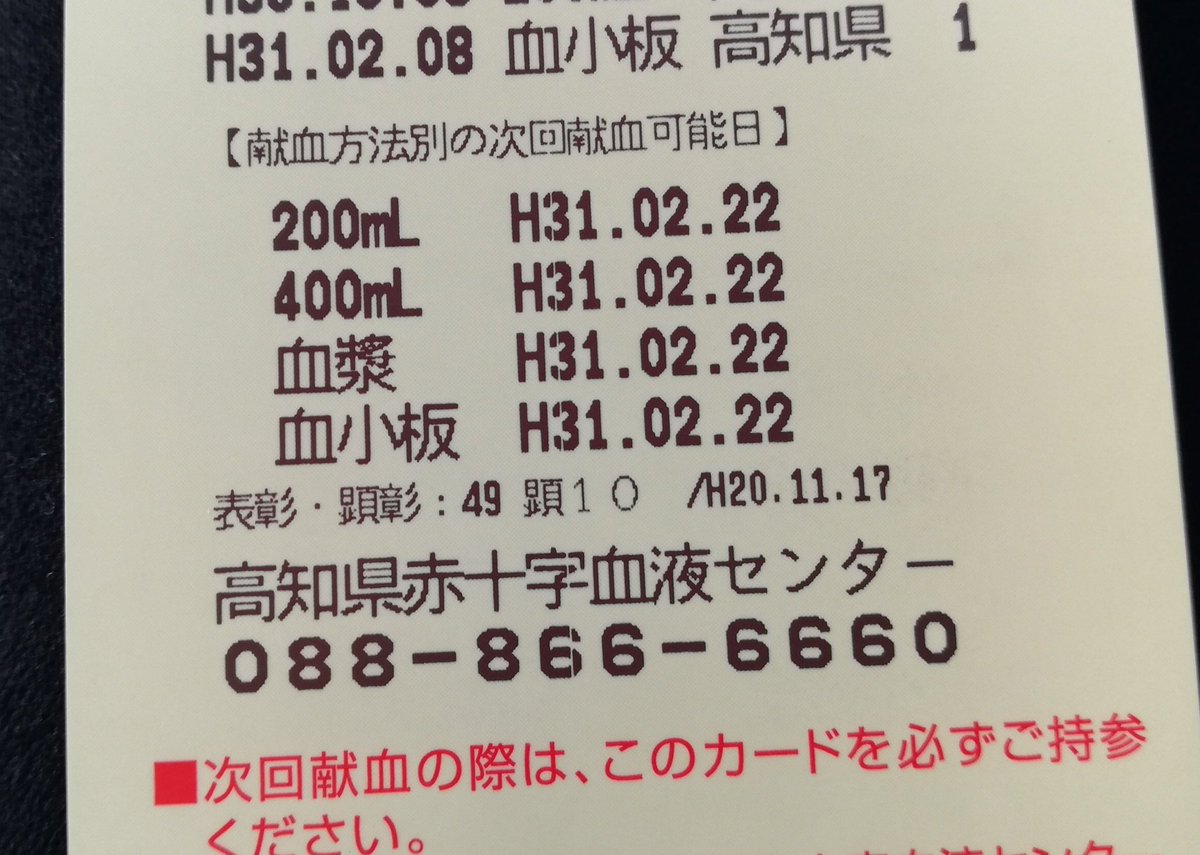 H31.02.08 血小板 高知県 1
【献血方法別の次回献血可能日】
200mL H31.02.22
400mL H31.02.22
血漿 H31.02.22
血小板 H31.02.22
表彰・顕彰:49 顕10 /H20.11.17
高知県赤十字血液センター
088-866-6660
■次回献血の際は、このカードを必ずご持参
ください。